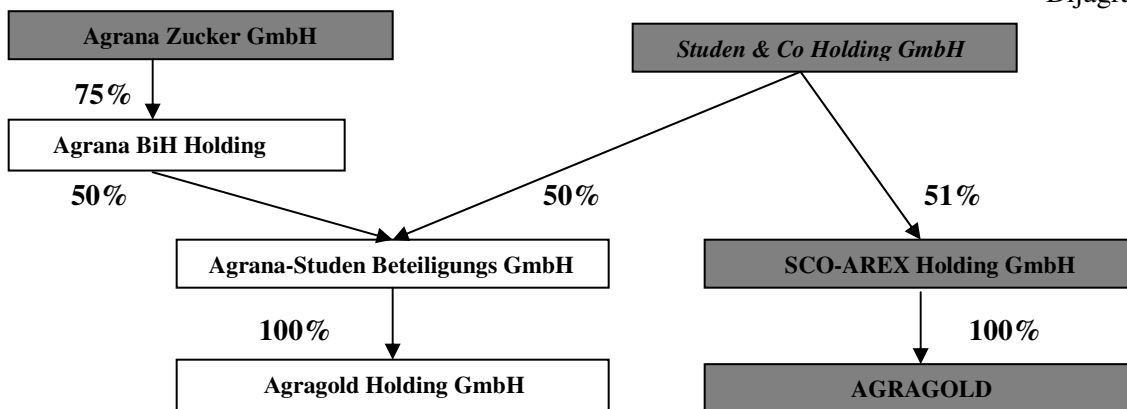 Dijagra
Agrana Zucker GmbH
Studen & Co Holding GmbH
75%
Agrana BiH Holding
50%
50%
51%
Agrana-Studen Beteiligungs GmbH
SCO-AREX Holding GmbH
100%
100%
Agragold Holding GmbH
AGRAGOLD